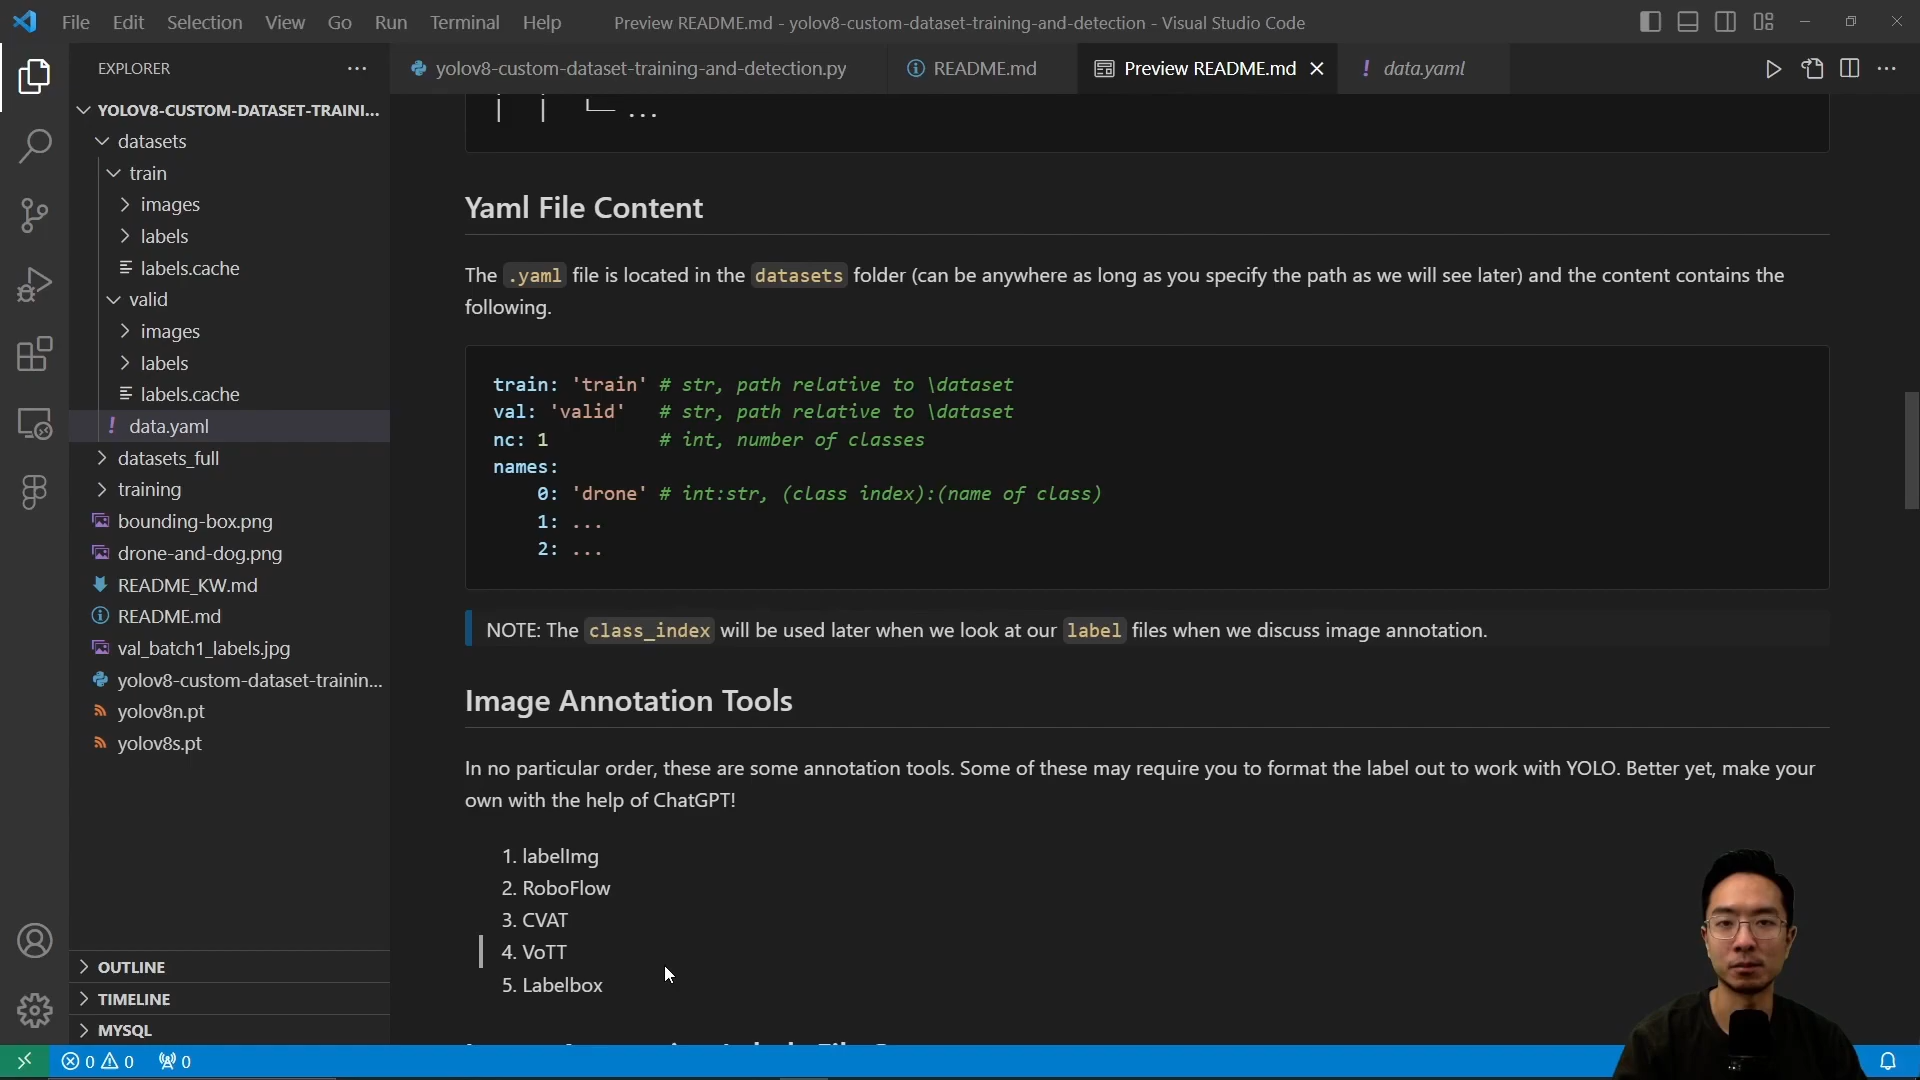 File Edit Selection View Go Run Terminal Help
Preview README.md - yolov8-custom-dataset-training-and-detection - Visual Studio Code
EXPLORER
yolov8-custom-dataset-training-and-detection.py
README.md
Preview README.md
! data.yaml
YOLOV8-CUSTOM-DATASET-TRAINI...
datasets
train
images
labels
labels.cache
valid
images
labels
labels.cache
! data.yaml
datasets_full
training
bounding-box.png
drone-and-dog.png
README_KW.md
README.md
val_batch1_labels.jpg
yolov8-custom-dataset-trainin...
yolov8n.pt
yolov8s.pt
OUTLINE
TIMELINE
MYSQL
│ │ └─ ...
Yaml File Content
The .yaml file is located in the datasets folder (can be anywhere as long as you specify the path as we will see later) and the content contains the
following.
train: 'train' # str, path relative to \dataset
val: 'valid' # str, path relative to \dataset
nc: 1 # int, number of classes
names:
0: 'drone' # int:str, (class index):(name of class)
1: ...
2: ...
NOTE: The class_index will be used later when we look at our label files when we discuss image annotation.
Image Annotation Tools
In no particular order, these are some annotation tools. Some of these may require you to format the label out to work with YOLO. Better yet, make your
own with the help of ChatGPT!
1. labelImg
2. RoboFlow
3. CVAT
4. VoTT
5. Labelbox
0 0 0